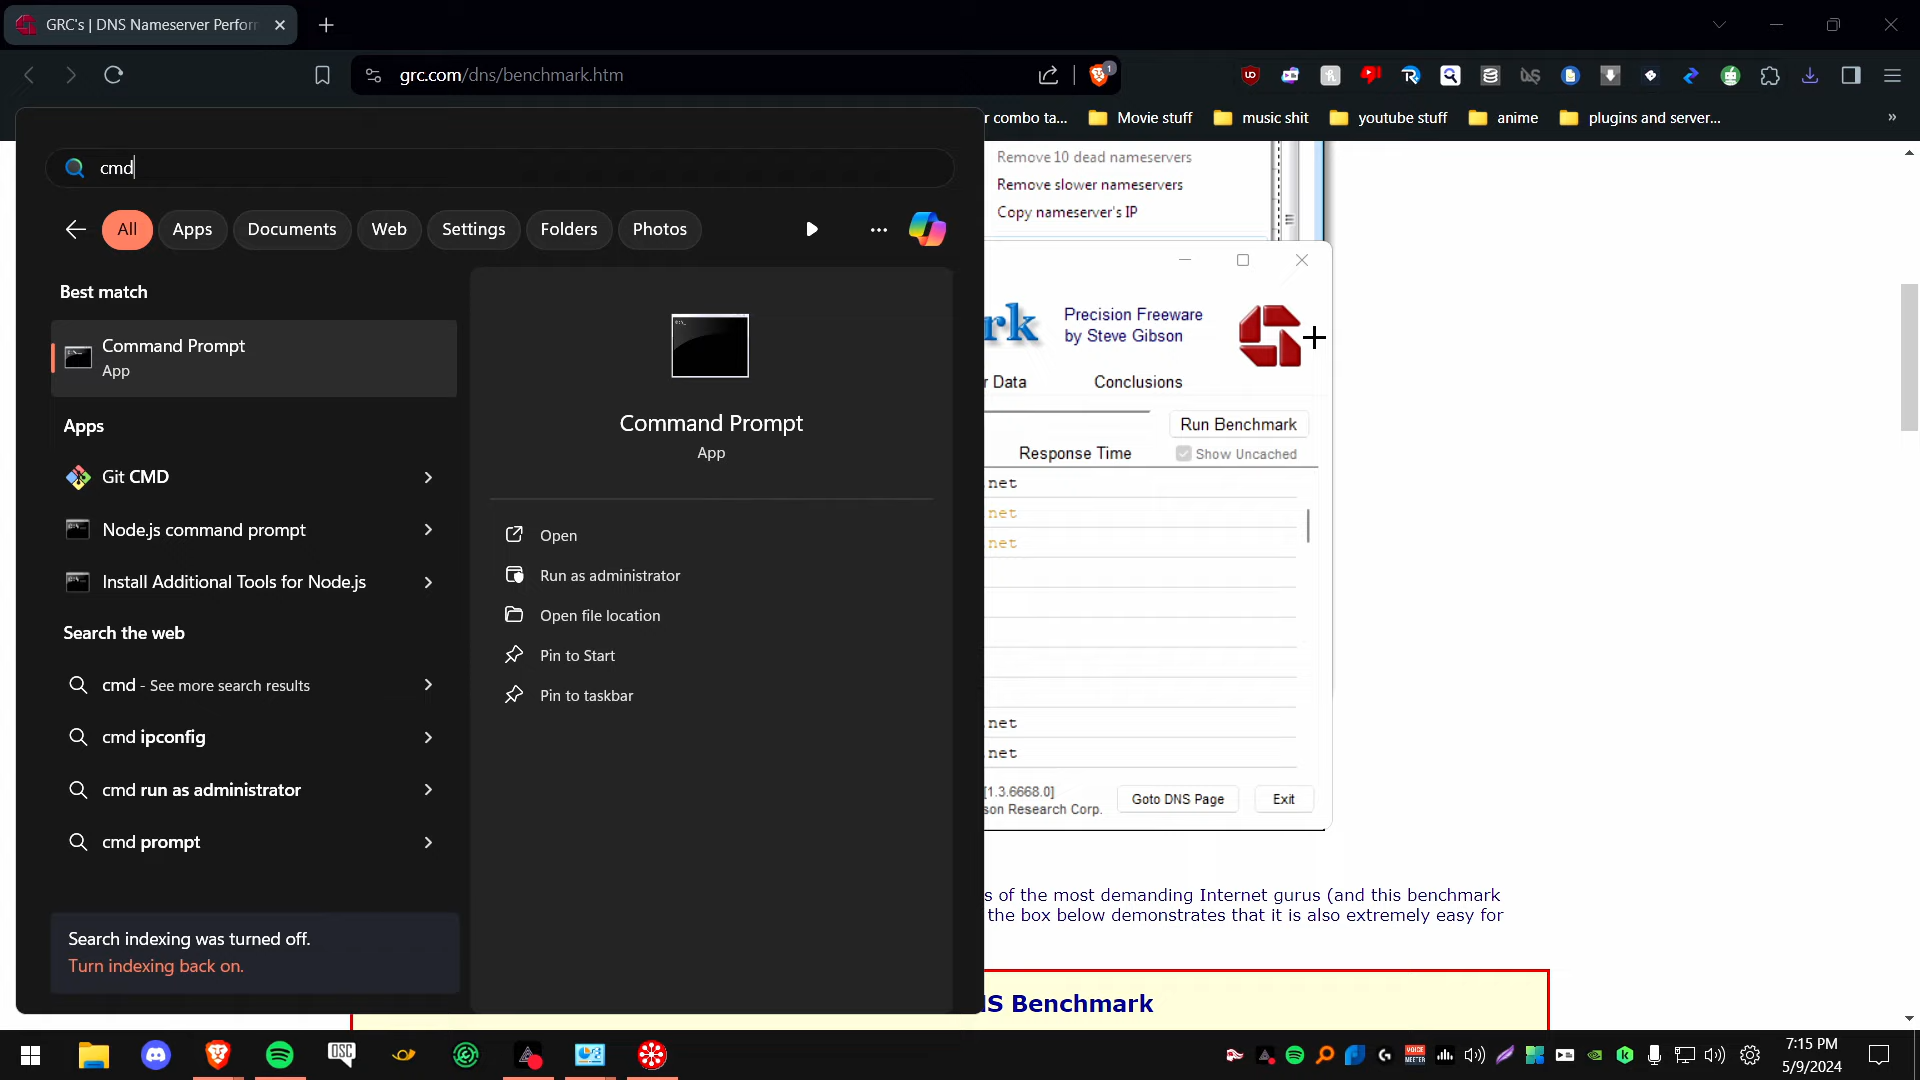 GRC's | DNS Nameserver Perfor
grc.com/dns/benchmark.htm
1
r combo ta...
Movie stuff
music shit
youtube stuff
anime
plugins and server...
»
cmd
All
Apps
Documents
Web
Settings
Folders
Photos
Best match
Command Prompt
App
Apps
Git CMD
Node.js command prompt
Install Additional Tools for Node.js
Search the web
cmd - See more search results
cmd ipconfig
cmd run as administrator
cmd prompt
Search indexing was turned off.
Turn indexing back on.
Command Prompt
App
Open
Run as administrator
Open file location
Pin to Start
Pin to taskbar
Remove 10 dead nameservers
Remove slower nameservers
Copy nameserver's IP
rk
Precision Freeware
by Steve Gibson
r Data
Conclusions
Run Benchmark
Response Time
Show Uncached
.net
net
net
.net
.net
[1.3.6668.0]
son Research Corp.
Goto DNS Page
Exit
s of the most demanding Internet gurus (and this benchmark
the box below demonstrates that it is also extremely easy for
NS Benchmark
OSC
VOICE
MEETER
7:15 PM
5/9/2024